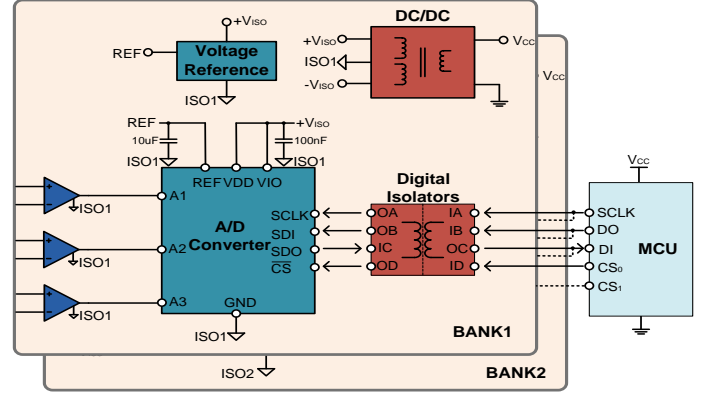 +VISO
DC/DC
REF
Voltage
Reference
+VISO
ISO1
-VISO
VCC
ISO1
VCC
REF
+VISO
10uF
100nF
ISO1
ISO1
REF VDD VIO
Digital
Isolators
VCC
A1
ISO1
SCLK
OA
IA
SCLK
A/D
Converter
SDI
OB
IB
DO
A2
ISO1
SDO
IC
OC
DI
MCU
CS
OD
ID
CS0
CS1
A3
ISO1
GND
ISO1
BANK1
ISO2
BANK2